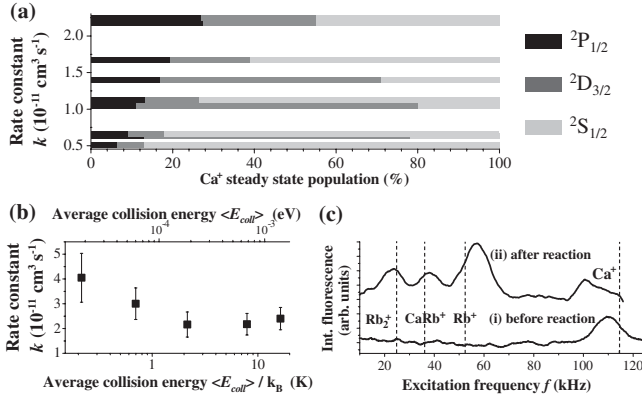 (a)
Rate constant
k (10⁻¹¹ cm³ s⁻¹)
2.0
1.5
1.0
0.5
0 20 40 60 80 100
Ca⁺ steady state population (%)
²P₁/₂
²D₃/₂
²S₁/₂
(b)
Average collision energy <E_coll> (eV)
10⁻⁴ 10⁻³
Rate constant
k (10⁻¹¹ cm³ s⁻¹)
5
4
3
2
1
0
1 10
Average collision energy <E_coll> / k_B (K)
(c)
Int. fluorescence
(arb. units)
(ii) after reaction
Ca⁺
Rb₂⁺ CaRb⁺ Rb⁺ (i) before reaction
20 40 60 80 100 120
Excitation frequency f (kHz)